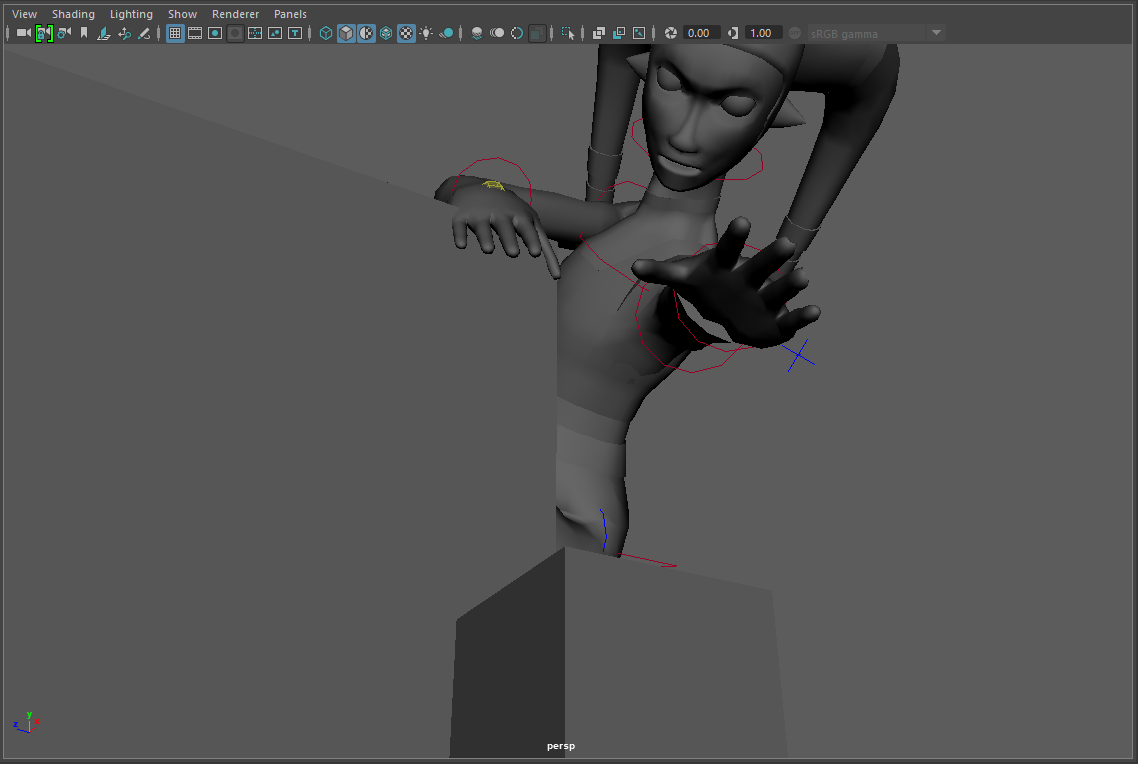 View Shading Lighting Show Renderer Panels
0.00 1.00 sRGB gamma
y
z x
persp